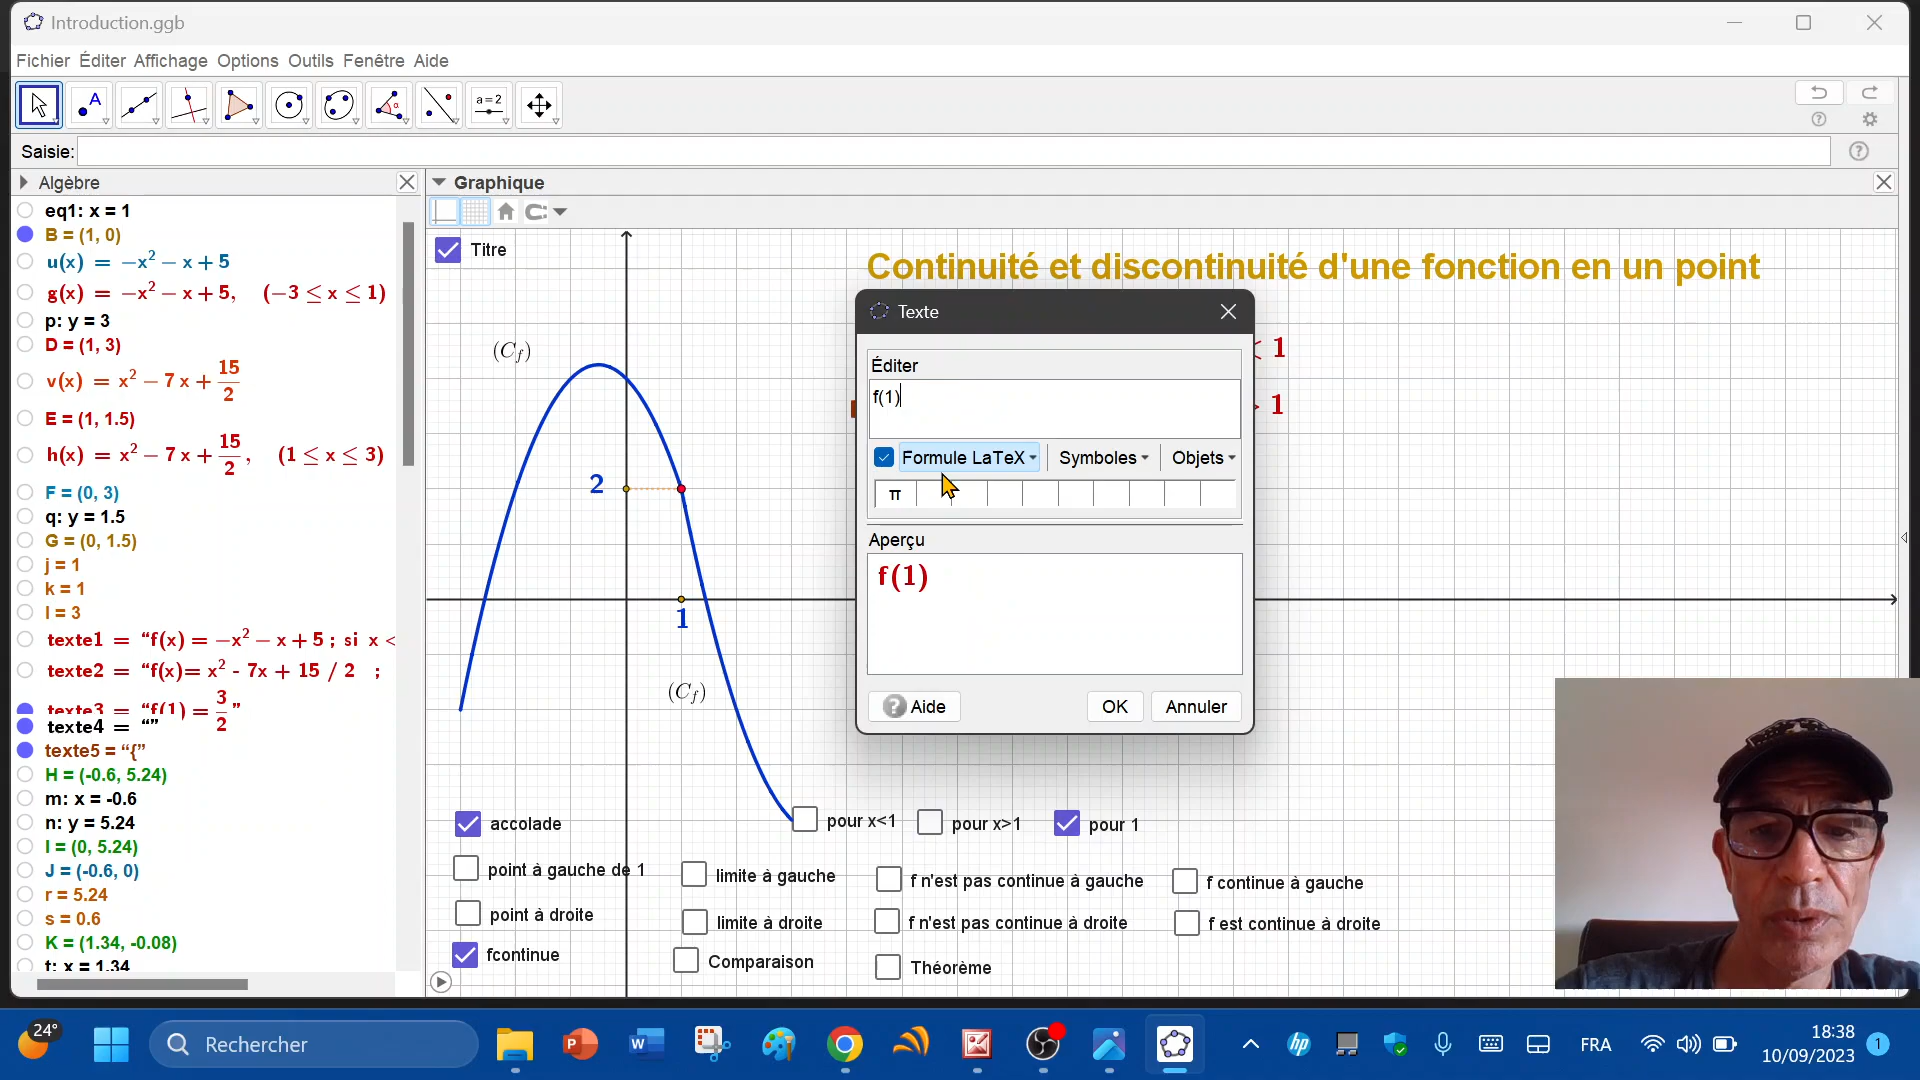 Introduction.ggb
Fichier Éditer Affichage Options Outils Fenêtre Aide
A
α
a=2
Saisie:
Algèbre
Graphique
eq1: x = 1
B = (1, 0)
u(x) = −x² − x + 5
g(x) = −x² − x + 5, (−3 ≤ x ≤ 1)
p: y = 3
D = (1, 3)
v(x) = x² − 7 x + 15/2
E = (1, 1.5)
h(x) = x² − 7 x + 15/2, (1 ≤ x ≤ 3)
F = (0, 3)
q: y = 1.5
G = (0, 1.5)
j = 1
k = 1
l = 3
texte1 = “f(x) = −x² − x + 5 ; si x <
texte2 = “f(x)= x² - 7x + 15 / 2 ;
texte3 = “f(1) = 3/2”
texte4 = “”
texte5 = “{”
H = (-0.6, 5.24)
m: x = -0.6
n: y = 5.24
I = (0, 5.24)
J = (-0.6, 0)
r = 5.24
s = 0.6
K = (1.34, -0.08)
t: x = 1.34
Titre
Continuité et discontinuité d'une fonction en un point
< 1
> 1
(Cf)
2
1
(Cf)
Texte
Éditer
f(1)
Formule LaTeX
Symboles
Objets
π
Aperçu
f(1)
Aide
OK
Annuler
accolade
pour x<1
pour x>1
pour 1
point à gauche de 1
limite à gauche
f n'est pas continue à gauche
f continue à gauche
point à droite
limite à droite
f n'est pas continue à droite
f est continue à droite
fcontinue
Comparaison
Théorème
24°
Rechercher
FRA
18:38
10/09/2023
1